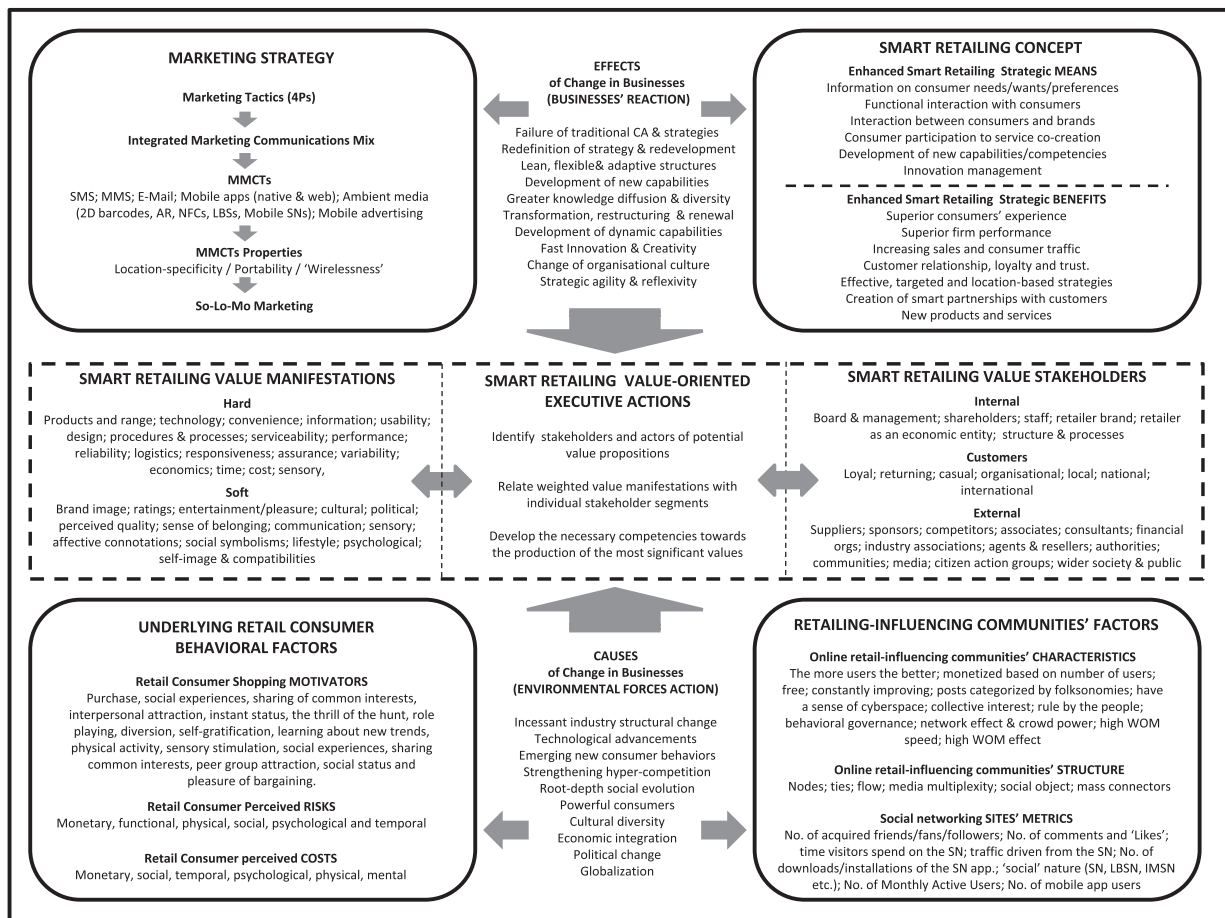 MARKETING STRATEGY
Marketing Tactics (4Ps)
Integrated Marketing Communications Mix
MMCTs
SMS; MMS; E-Mail; Mobile apps (native & web); Ambient media
(2D barcodes, AR, NFCs, LBSs, Mobile SNs); Mobile advertising
MMCTs Properties
Location-specificity / Portability / ‘Wirelessness’
So-Lo-Mo Marketing
EFFECTS
of Change in Businesses
(BUSINESSES’ REACTION)
Failure of traditional CA & strategies
Redefinition of strategy & redevelopment
Lean, flexible& adaptive structures
Development of new capabilities
Greater knowledge diffusion & diversity
Transformation, restructuring & renewal
Development of dynamic capabilities
Fast Innovation & Creativity
Change of organisational culture
Strategic agility & reflexivity
SMART RETAILING CONCEPT
Enhanced Smart Retailing Strategic MEANS
Information on consumer needs/wants/preferences
Functional interaction with consumers
Interaction between consumers and brands
Consumer participation to service co-creation
Development of new capabilities/competencies
Innovation management
Enhanced Smart Retailing Strategic BENEFITS
Superior consumers’ experience
Superior firm performance
Increasing sales and consumer traffic
Customer relationship, loyalty and trust.
Effective, targeted and location-based strategies
Creation of smart partnerships with customers
New products and services
SMART RETAILING VALUE MANIFESTATIONS
Hard
Products and range; technology; convenience; information; usability;
design; procedures & processes; serviceability; performance;
reliability; logistics; responsiveness; assurance; variability;
economics; time; cost; sensory,
Soft
Brand image; ratings; entertainment/pleasure; cultural; political;
perceived quality; sense of belonging; communication; sensory;
affective connotations; social symbolisms; lifestyle; psychological;
self-image & compatibilities
SMART RETAILING VALUE-ORIENTED
EXECUTIVE ACTIONS
Identify stakeholders and actors of potential
value propositions
Relate weighted value manifestations with
individual stakeholder segments
Develop the necessary competencies towards
the production of the most significant values
SMART RETAILING VALUE STAKEHOLDERS
Internal
Board & management; shareholders; staff; retailer brand; retailer
as an economic entity; structure & processes
Customers
Loyal; returning; casual; organisational; local; national;
international
External
Suppliers; sponsors; competitors; associates; consultants; financial
orgs; industry associations; agents & resellers; authorities;
communities; media; citizen action groups; wider society & public
UNDERLYING RETAIL CONSUMER
BEHAVIORAL FACTORS
Retail Consumer Shopping MOTIVATORS
Purchase, social experiences, sharing of common interests,
interpersonal attraction, instant status, the thrill of the hunt, role
playing, diversion, self-gratification, learning about new trends,
physical activity, sensory stimulation, social experiences, sharing
common interests, peer group attraction, social status and
pleasure of bargaining.
Retail Consumer Perceived RISKS
Monetary, functional, physical, social, psychological and temporal
Retail Consumer perceived COSTS
Monetary, social, temporal, psychological, physical, mental
CAUSES
of Change in Businesses
(ENVIRONMENTAL FORCES ACTION)
Incessant industry structural change
Technological advancements
Emerging new consumer behaviors
Strengthening hyper-competition
Root-depth social evolution
Powerful consumers
Cultural diversity
Economic integration
Political change
Globalization
RETAILING-INFLUENCING COMMUNITIES’ FACTORS
Online retail-influencing communities’ CHARACTERISTICS
The more users the better; monetized based on number of users;
free; constantly improving; posts categorized by folksonomies; have
a sense of cyberspace; collective interest; rule by the people;
behavioral governance; network effect & crowd power; high WOM
speed; high WOM effect
Online retail-influencing communities’ STRUCTURE
Nodes; ties; flow; media multiplexity; social object; mass connectors
Social networking SITES’ METRICS
No. of acquired friends/fans/followers; No. of comments and ‘Likes’;
time visitors spend on the SN; traffic driven from the SN; No. of
downloads/installations of the SN app.; ‘social’ nature (SN, LBSN, IMSN
etc.); No. of Monthly Active Users; No. of mobile app users